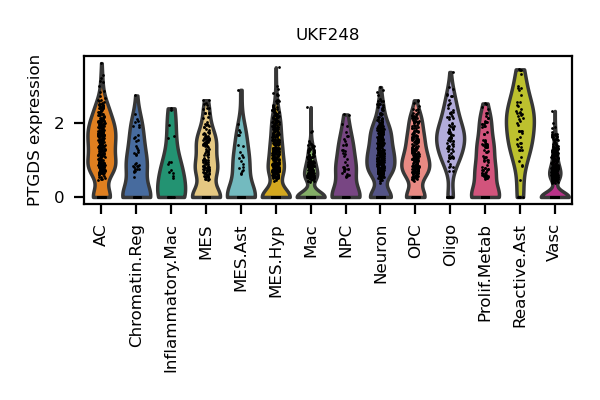 UKF248
PTGDS expression
2
0
AC
Chromatin.Reg
Inflammatory.Mac
MES
MES.Ast
MES.Hyp
Mac
NPC
Neuron
OPC
Oligo
Prolif.Metab
Reactive.Ast
Vasc